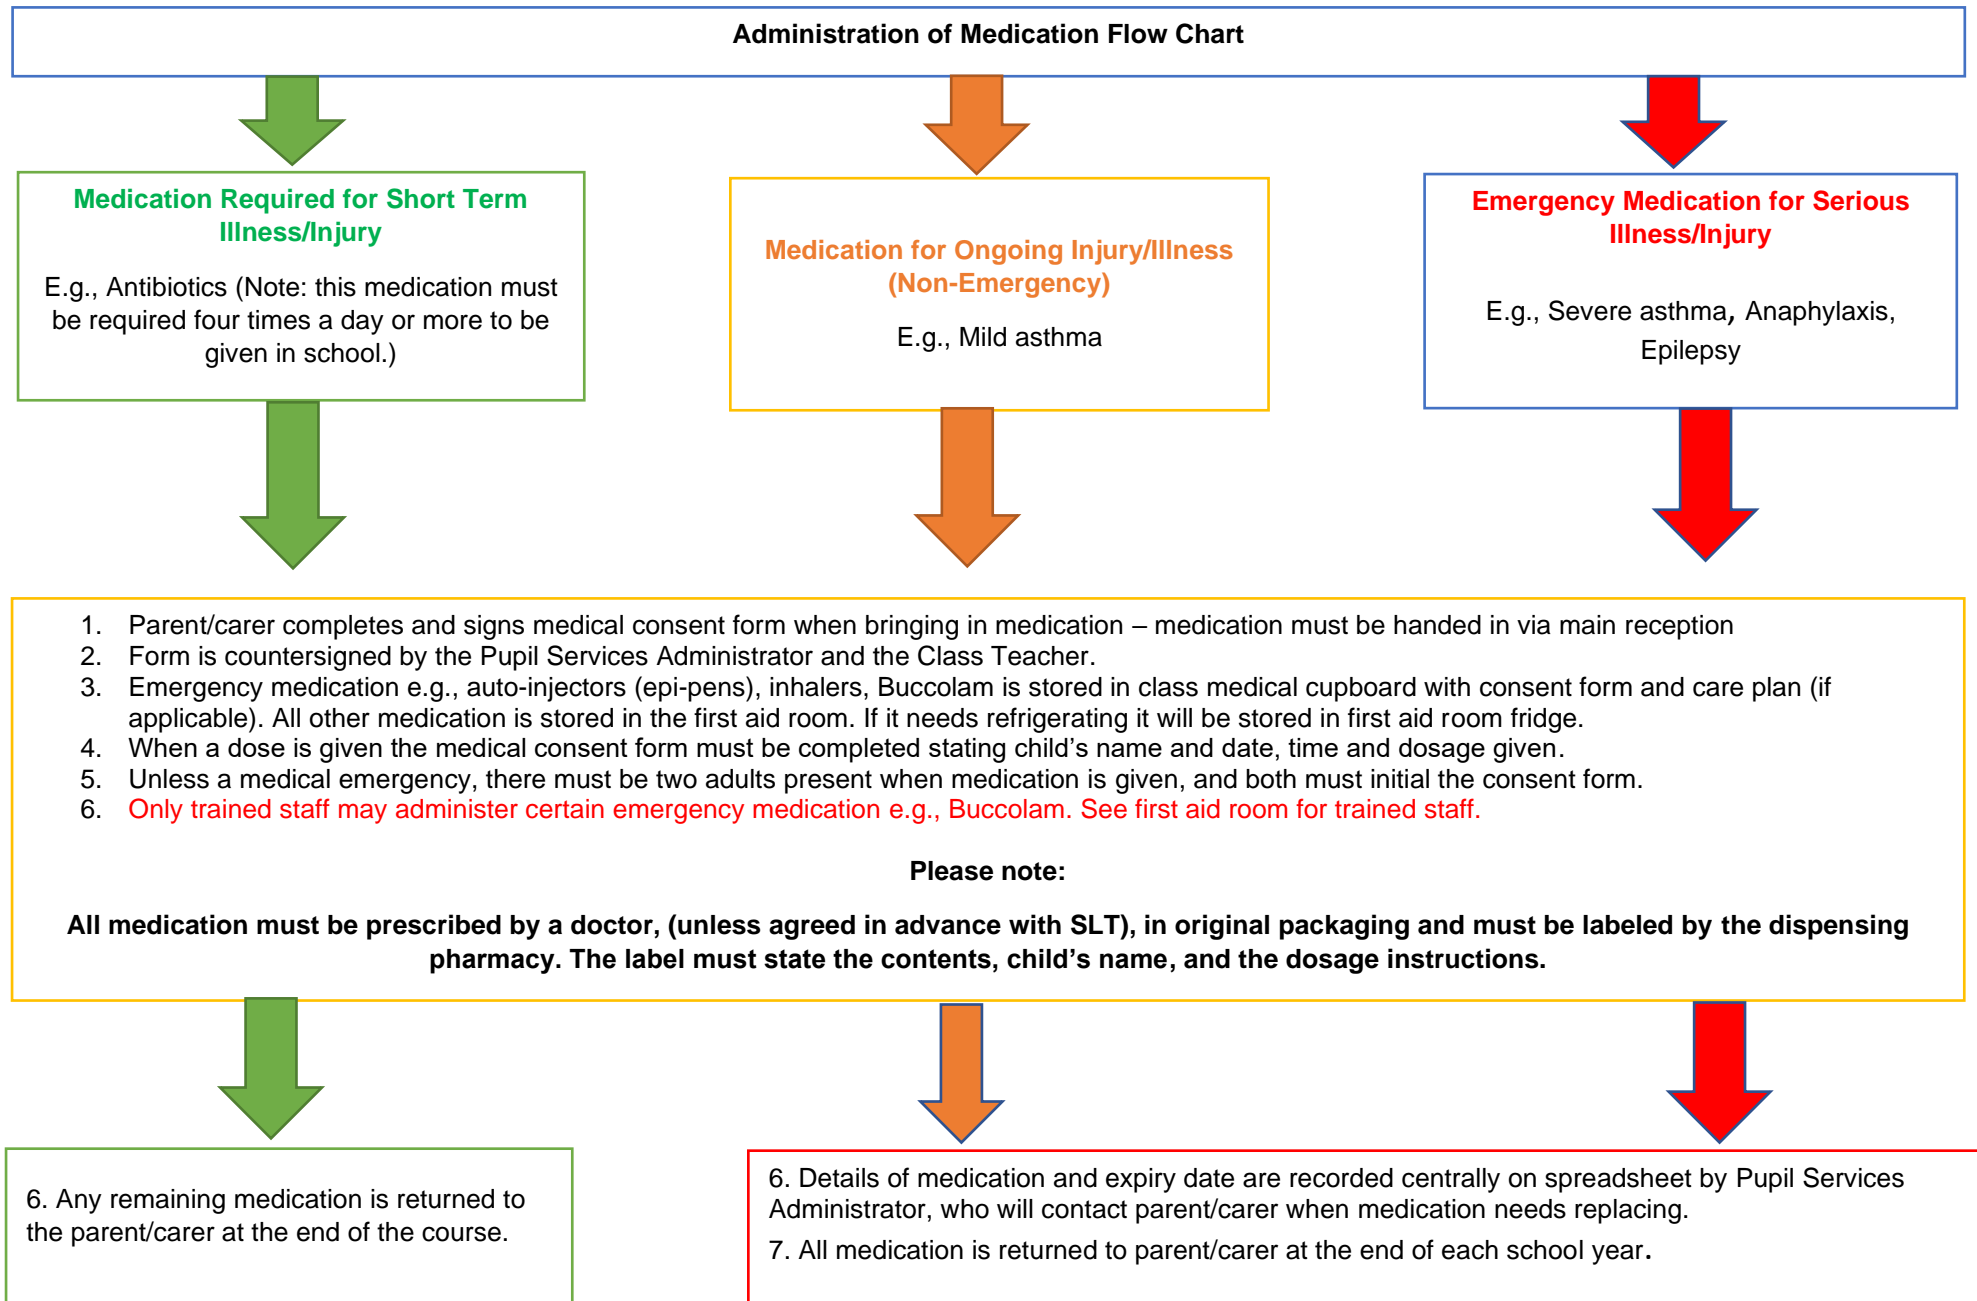 Administration of Medication Flow Chart
Medication Required for Short Term
Illness/Injury
E.g., Antibiotics (Note: this medication must
be required four times a day or more to be
given in school.)
Medication for Ongoing Injury/Illness
(Non-Emergency)
E.g., Mild asthma
Emergency Medication for Serious
Illness/Injury
E.g., Severe asthma, Anaphylaxis,
Epilepsy
1. Parent/carer completes and signs medical consent form when bringing in medication – medication must be handed in via main reception
2. Form is countersigned by the Pupil Services Administrator and the Class Teacher.
3. Emergency medication e.g., auto-injectors (epi-pens), inhalers, Buccolam is stored in class medical cupboard with consent form and care plan (if
applicable). All other medication is stored in the first aid room. If it needs refrigerating it will be stored in first aid room fridge.
4. When a dose is given the medical consent form must be completed stating child's name and date, time and dosage given.
5. Unless a medical emergency, there must be two adults present when medication is given, and both must initial the consent form.
6. Only trained staff may administer certain emergency medication e.g., Buccolam. See first aid room for trained staff.
Please note:
All medication must be prescribed by a doctor, (unless agreed in advance with SLT), in original packaging and must be labeled by the dispensing
pharmacy. The label must state the contents, child's name, and the dosage instructions.
6. Any remaining medication is returned to
the parent/carer at the end of the course.
6. Details of medication and expiry date are recorded centrally on spreadsheet by Pupil Services
Administrator, who will contact parent/carer when medication needs replacing.
7. All medication is returned to parent/carer at the end of each school year.